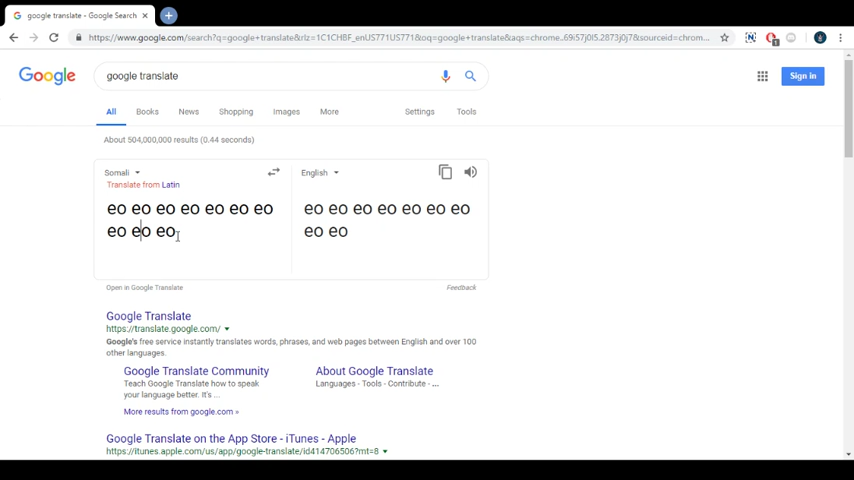 google translate - Google Search
https://www.google.com/search?q=google+translate&rlz=1C1CHBF_enUS771US771&oq=google+translate&aqs=chrome..69i57j0l5.2873j0j7&sourceid=chrom...
Google
google translate
Sign in
All Books News Shopping Images More Settings Tools
About 504,000,000 results (0.44 seconds)
Somali English
Translate from Latin
eo eo eo eo eo eo eo
eo eo eo
eo eo eo eo eo eo eo
eo eo
Open in Google Translate Feedback
Google Translate
https://translate.google.com/
Google's free service instantly translates words, phrases, and web pages between English and over 100
other languages.
Google Translate Community
Teach Google Translate how to speak
your language better. It's ...
About Google Translate
Languages - Tools - Contribute - ...
More results from google.com »
Google Translate on the App Store - iTunes - Apple
https://itunes.apple.com/us/app/google-translate/id414706506?mt=8